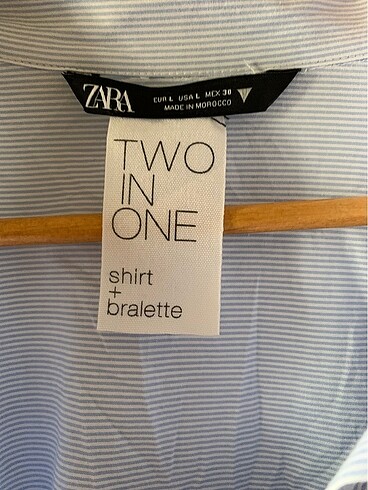 ZARA
EUR L USA L MEX 30
MADE IN MOROCCO
TWO
IN
ONE
shirt
+
bralette